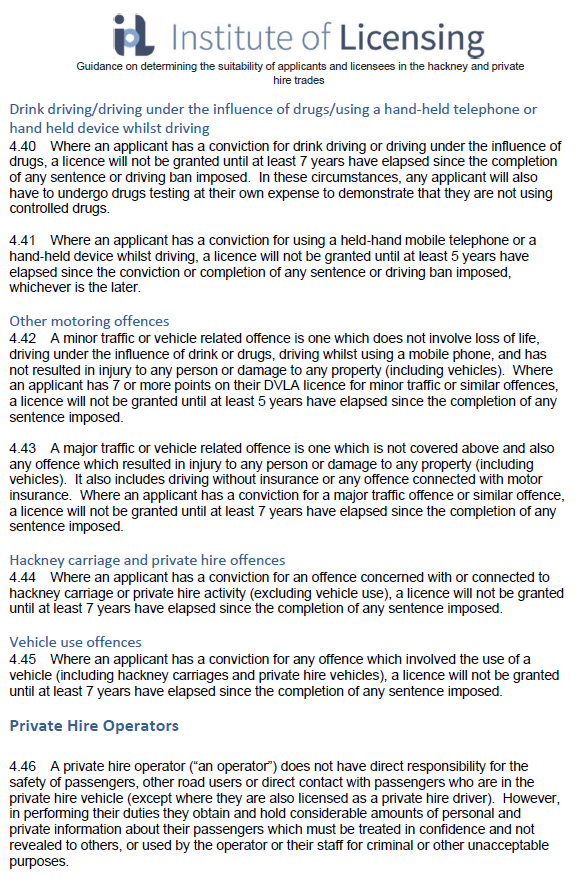 ioL Institute of Licensing
Guidance on determining the suitability of applicants and licensees in the hackney and private
hire trades
Drink driving/driving under the influence of drugs/using a hand-held telephone or
hand held device whilst driving
4.40 Where an applicant has a conviction for drink driving or driving under the influence of
drugs, a licence will not be granted until at least 7 years have elapsed since the completion
of any sentence or driving ban imposed. In these circumstances, any applicant will also
have to undergo drugs testing at their own expense to demonstrate that they are not using
controlled drugs.
4.41 Where an applicant has a conviction for using a held-hand mobile telephone or a
hand-held device whilst driving, a licence will not be granted until at least 5 years have
elapsed since the conviction or completion of any sentence or driving ban imposed,
whichever is the later.
Other motoring offences
4.42 A minor traffic or vehicle related offence is one which does not involve loss of life,
driving under the influence of drink or drugs, driving whilst using a mobile phone, and has
not resulted in injury to any person or damage to any property (including vehicles). Where
an applicant has 7 or more points on their DVLA licence for minor traffic or similar offences,
a licence will not be granted until at least 5 years have elapsed since the completion of any
sentence imposed.
4.43 A major traffic or vehicle related offence is one which is not covered above and also
any offence which resulted in injury to any person or damage to any property (including
vehicles). It also includes driving without insurance or any offence connected with motor
insurance. Where an applicant has a conviction for a major traffic offence or similar offence,
a licence will not be granted until at least 7 years have elapsed since the completion of any
sentence imposed.
Hackney carriage and private hire offences
4.44 Where an applicant has a conviction for an offence concerned with or connected to
hackney carriage or private hire activity (excluding vehicle use), a licence will not be granted
until at least 7 years have elapsed since the completion of any sentence imposed.
Vehicle use offences
4.45 Where an applicant has a conviction for any offence which involved the use of a
vehicle (including hackney carriages and private hire vehicles), a licence will not be granted
until at least 7 years have elapsed since the completion of any sentence imposed.
Private Hire Operators
4.46 A private hire operator (“an operator”) does not have direct responsibility for the
safety of passengers, other road users or direct contact with passengers who are in the
private hire vehicle (except where they are also licensed as a private hire driver). However,
in performing their duties they obtain and hold considerable amounts of personal and
private information about their passengers which must be treated in confidence and not
revealed to others, or used by the operator or their staff for criminal or other unacceptable
purposes.